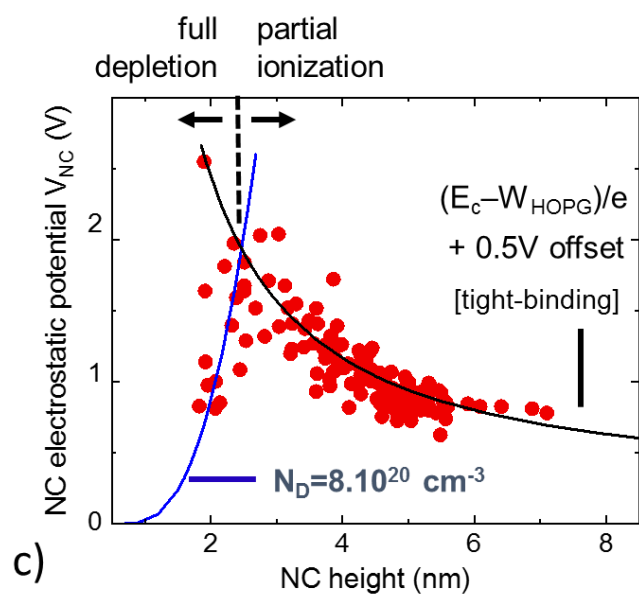 full partial
depletion ionization
NC electrostatic potential V_NC (V)
2
1
0
(E_c–W_HOPG)/e
+ 0.5V offset
[tight-binding]
N_D=8.10^20 cm^-3
2 4 6 8
NC height (nm)
c)